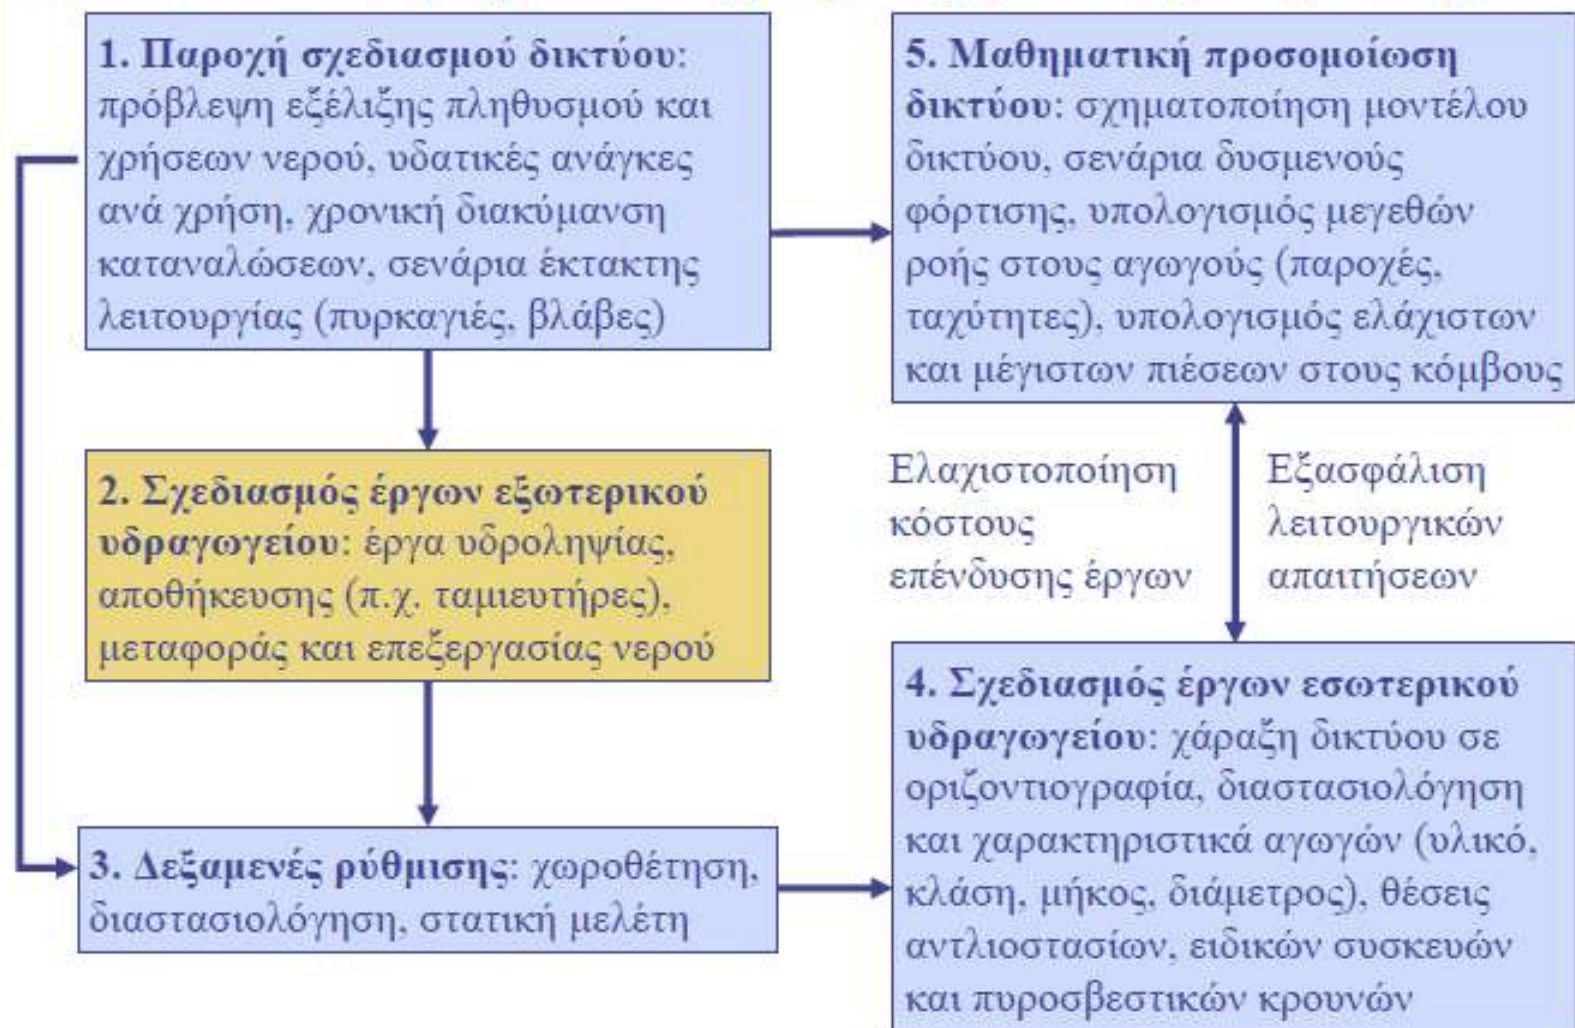 1. Παροχή σχεδιασμού δικτύου:
πρόβλεψη εξέλιξης πληθυσμού και
χρήσεων νερού, υδατικές ανάγκες
ανά χρήση, χρονική διακύμανση
καταναλώσεων, σενάρια έκτακτης
λειτουργίας (πυρκαγιές, βλάβες)
2. Σχεδιασμός έργων εξωτερικού
υδραγωγείου: έργα υδροληψίας,
αποθήκευσης (π.χ. ταμιευτήρες),
μεταφοράς και επεξεργασίας νερού
3. Δεξαμενές ρύθμισης: χωροθέτηση,
διαστασιολόγηση, στατική μελέτη
5. Μαθηματική προσομοίωση
δικτύου: σχηματοποίηση μοντέλου
δικτύου, σενάρια δυσμενούς
φόρτισης, υπολογισμός μεγεθών
ροής στους αγωγούς (παροχές,
ταχύτητες), υπολογισμός ελάχιστων
και μέγιστων πιέσεων στους κόμβους
Ελαχιστοποίηση
κόστους
επένδυσης έργων
Εξασφάλιση
λειτουργικών
απαιτήσεων
4. Σχεδιασμός έργων εσωτερικού
υδραγωγείου: χάραξη δικτύου σε
οριζοντιογραφία, διαστασιολόγηση
και χαρακτηριστικά αγωγών (υλικό,
κλάση, μήκος, διάμετρος), θέσεις
αντλιοστασίων, ειδικών συσκευών
και πυροσβεστικών κρουνών